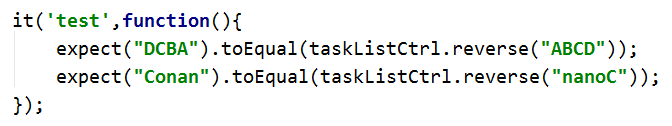 it('test',function(){
    expect("DCBA").toEqual(taskListCtrl.reverse("ABCD"));
    expect("Conan").toEqual(taskListCtrl.reverse("nanoC"));
});